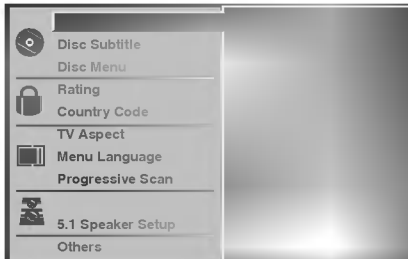 Disc Subtitle
Disc Menu
Rating
Country Code
TV Aspect
Menu Language
Progressive Scan
5.1 Speaker Setup
Others